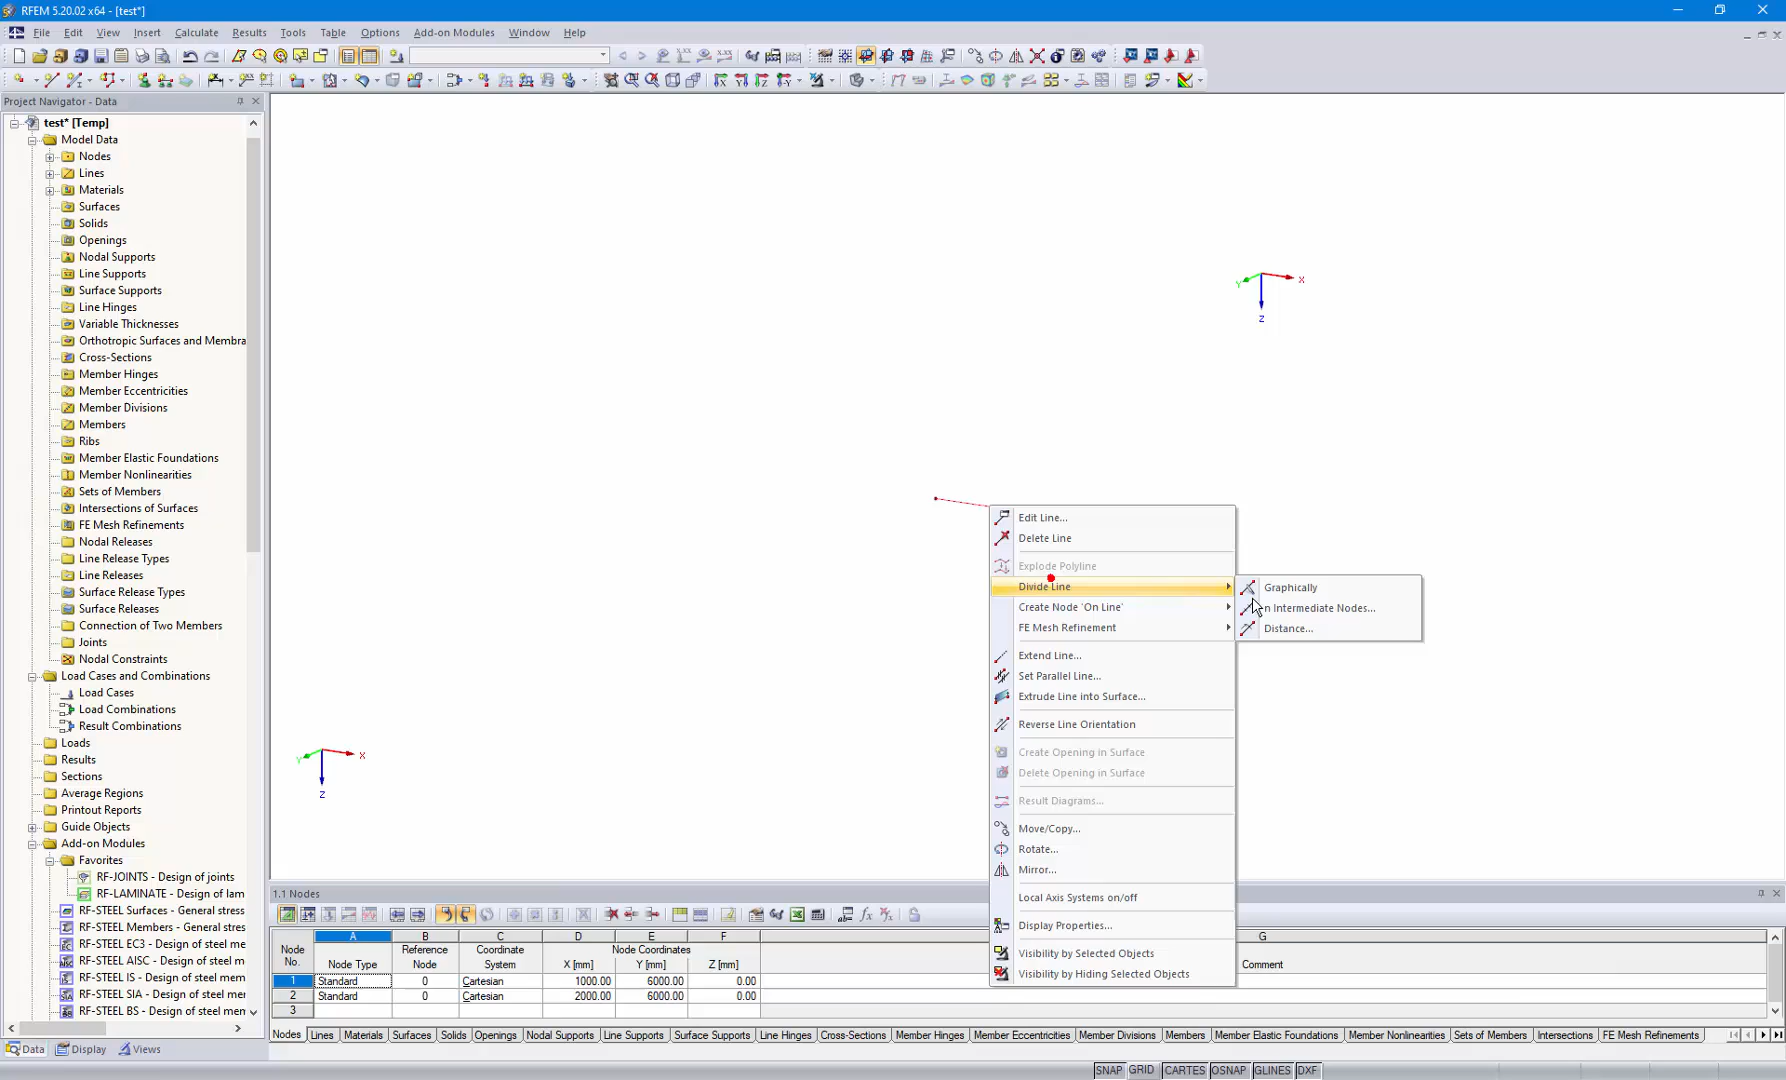 RFEM 5.20.02 x64 - [test*]
File Edit View Insert Calculate Results Tools Table Options Add-on Modules Window Help
Project Navigator - Data
test* [Temp]
Model Data
Nodes
Lines
Materials
Surfaces
Solids
Openings
Nodal Supports
Line Supports
Surface Supports
Line Hinges
Variable Thicknesses
Orthotropic Surfaces and Membra
Cross-Sections
Member Hinges
Member Eccentricities
Member Divisions
Members
Ribs
Member Elastic Foundations
Member Nonlinearities
Sets of Members
Intersections of Surfaces
FE Mesh Refinements
Nodal Releases
Line Release Types
Line Releases
Surface Release Types
Surface Releases
Connection of Two Members
Joints
Nodal Constraints
Load Cases and Combinations
Load Cases
Load Combinations
Result Combinations
Loads
Results
Sections
Average Regions
Printout Reports
Guide Objects
Add-on Modules
Favorites
RF-JOINTS - Design of joints
RF-LAMINATE - Design of lam
RF-STEEL Surfaces - General stress
RF-STEEL Members - General stress
RF-STEEL EC3 - Design of steel me
RF-STEEL AISC - Design of steel me
RF-STEEL IS - Design of steel mem
RF-STEEL SIA - Design of steel mer
RF-STEEL BS - Design of steel mem
Data Display Views
X
Y
Z
X
Y
Z
Edit Line...
Delete Line
Explode Polyline
Divide Line
Create Node 'On Line'
FE Mesh Refinement
Extend Line...
Set Parallel Line...
Extrude Line into Surface...
Reverse Line Orientation
Create Opening in Surface
Delete Opening in Surface
Result Diagrams...
Move/Copy...
Rotate...
Mirror...
Local Axis Systems on/off
Display Properties...
Visibility by Selected Objects
Visibility by Hiding Selected Objects
Graphically
n Intermediate Nodes...
Distance...
1.1 Nodes
A B C D E F G
Node Reference Coordinate Node Coordinates
No. Node Type Node System X [mm] Y [mm] Z [mm] Comment
1 Standard 0 Cartesian 1000.00 6000.00 0.00
2 Standard 0 Cartesian 2000.00 6000.00 0.00
3
Nodes Lines Materials Surfaces Solids Openings Nodal Supports Line Supports Surface Supports Line Hinges Cross-Sections Member Hinges Member Eccentricities Member Divisions Members Member Elastic Foundations Member Nonlinearities Sets of Members Intersections FE Mesh Refinements
SNAP GRID CARTES OSNAP GLINES DXF